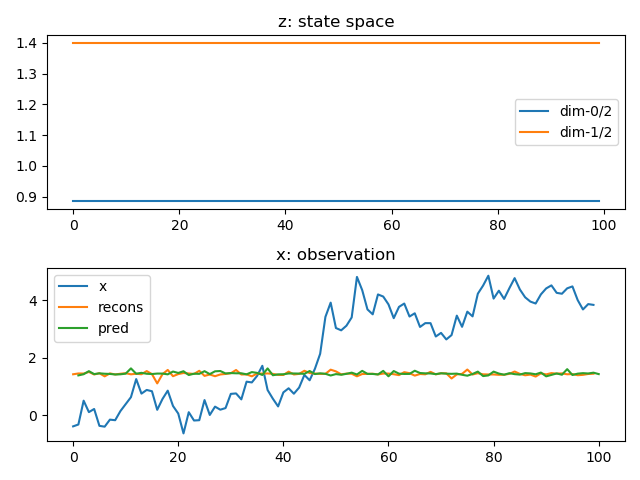 z: state space
1.4
1.3
1.2
1.1
1.0
0.9
dim-0/2
dim-1/2
0 20 40 60 80 100
x: observation
4
2
0
x
recons
pred
0 20 40 60 80 100